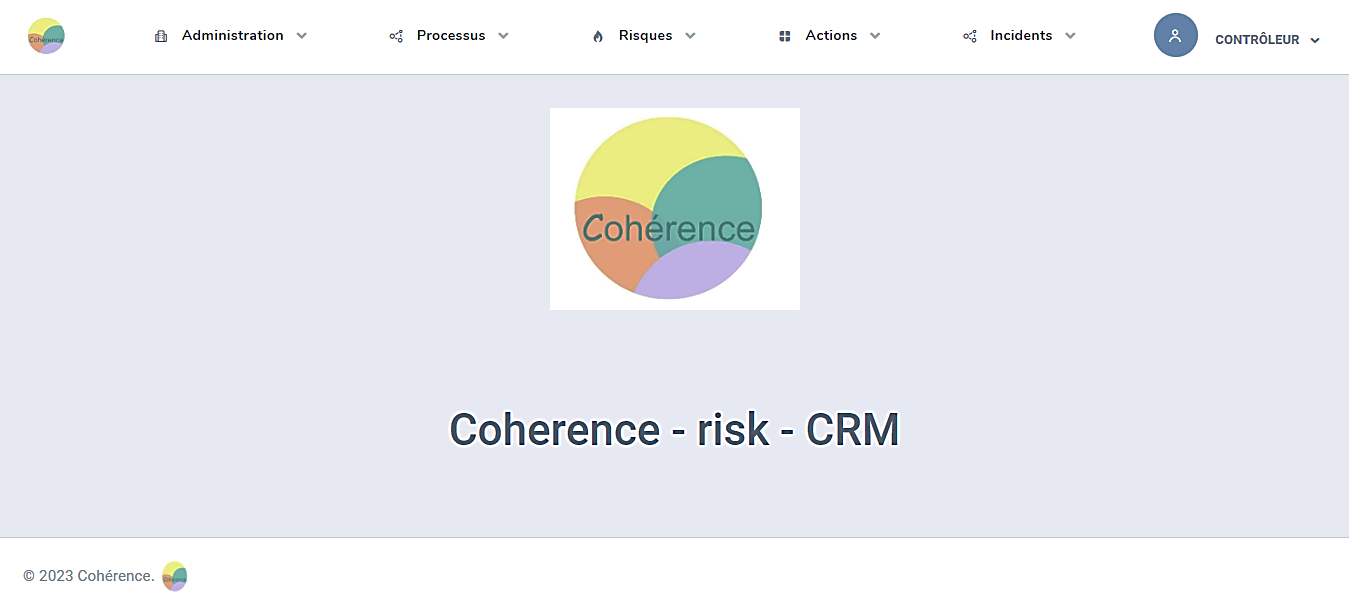 Cohérence
Administration
Processus
Risques
Actions
Incidents
CONTRÔLEUR
Cohérence
Coherence - risk - CRM
© 2023 Cohérence.